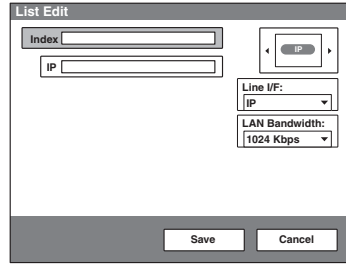 List Edit
Index
IP
IP
Line I/F:
IP
LAN Bandwidth:
1024 Kbps
Save
Cancel